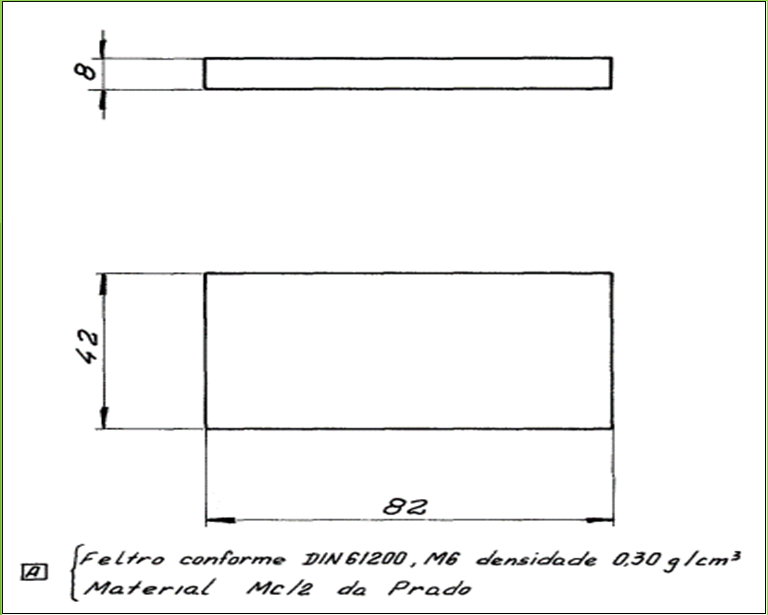 8
42
82
A
Feltro conforme DIN 61200, M6 densidade 0,30 g/cm³
Material Mc/2 da Prado